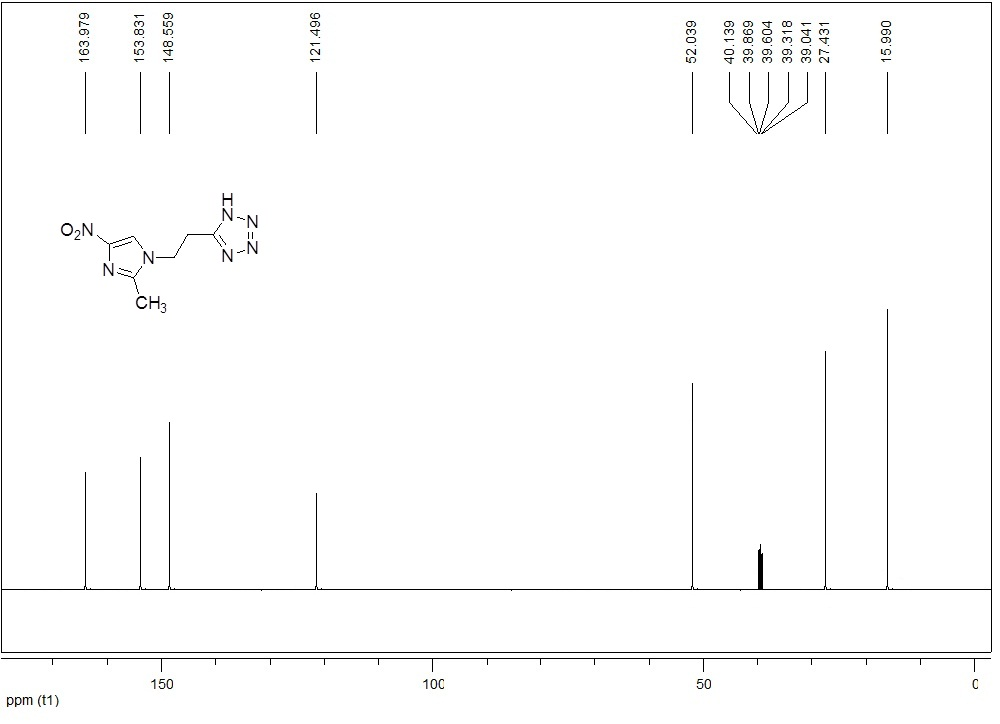 163.979
153.831
148.559
121.496
52.039
40.139
39.869
39.604
39.318
39.041
27.431
15.990
H
N
N
N
N
O2N
N
N
CH3
150
100
50
0
ppm (t1)